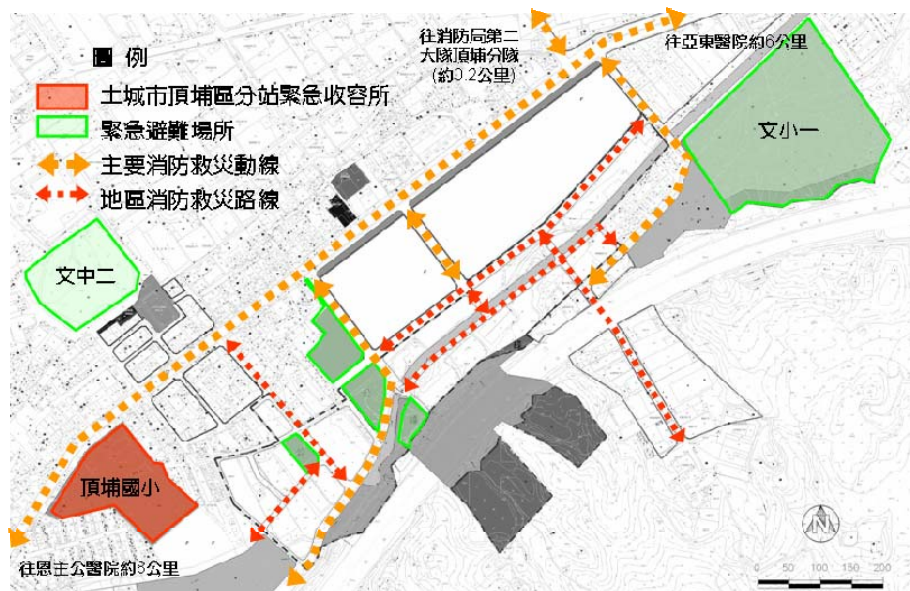 圖 例
土城市頂埔區分站緊急收容所
緊急避難場所
主要消防救災動線
地區消防救災路線
往消防局第二
大隊頂埔分隊
(約0.2公里)
往亞東醫院約6公里
文小一
文中二
頂埔國小
往恩主公醫院約8公里
N
0 50 100 150 200